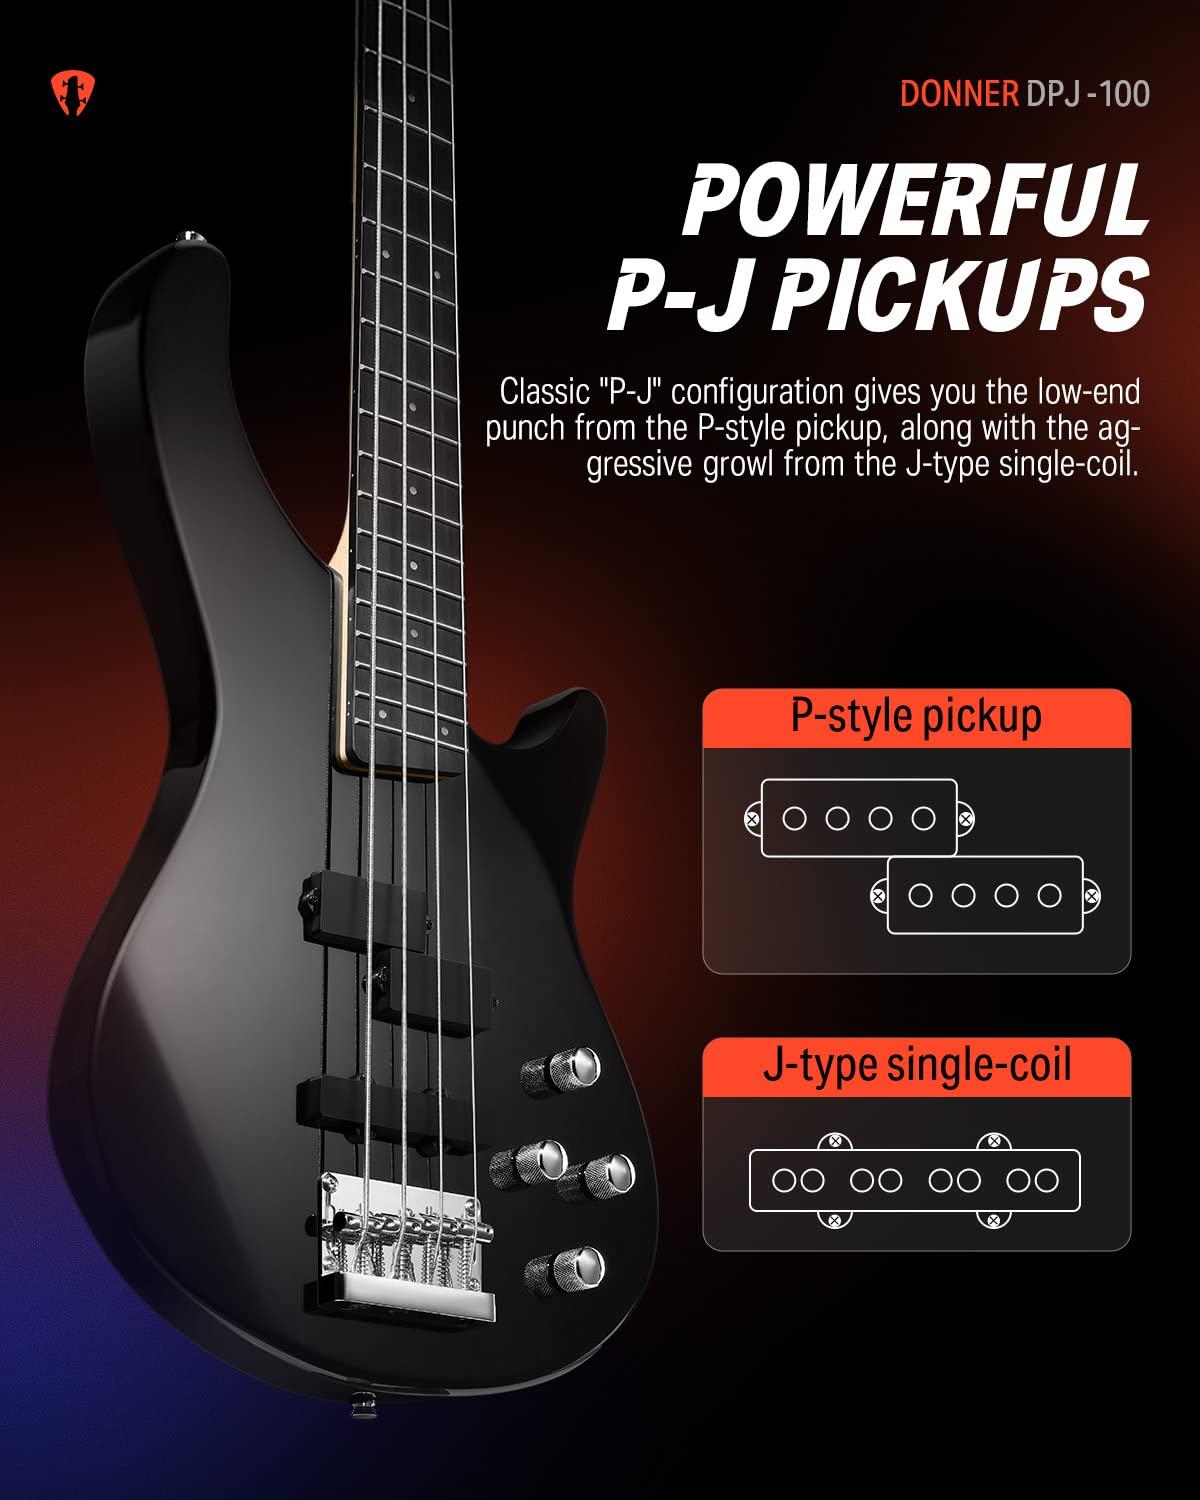 DONNER DPJ -100
POWERFUL
P-J PICKUPS
Classic "P-J" configuration gives you the low-end
punch from the P-style pickup, along with the ag-
gressive growl from the J-type single-coil.
P-style pickup
J-type single-coil